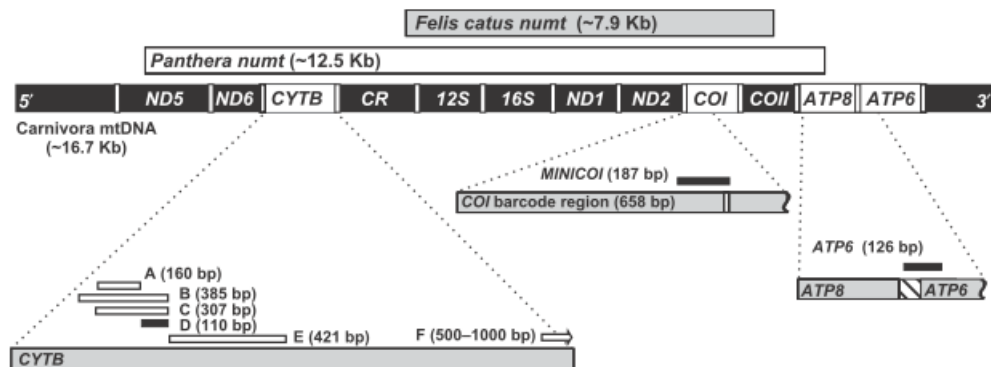 Felis catus numt (~7.9 Kb)
Panthera numt (~12.5 Kb)
5′ ND5 ND6 CYTB CR 12S 16S ND1 ND2 COI COII ATP8 ATP6 3′
Carnivora mtDNA
(~16.7 Kb)
MINICOI (187 bp)
COI barcode region (658 bp)
ATP6 (126 bp)
ATP8 ATP6
A (160 bp)
B (385 bp)
C (307 bp)
D (110 bp)
E (421 bp) F (500–1000 bp)
CYTB